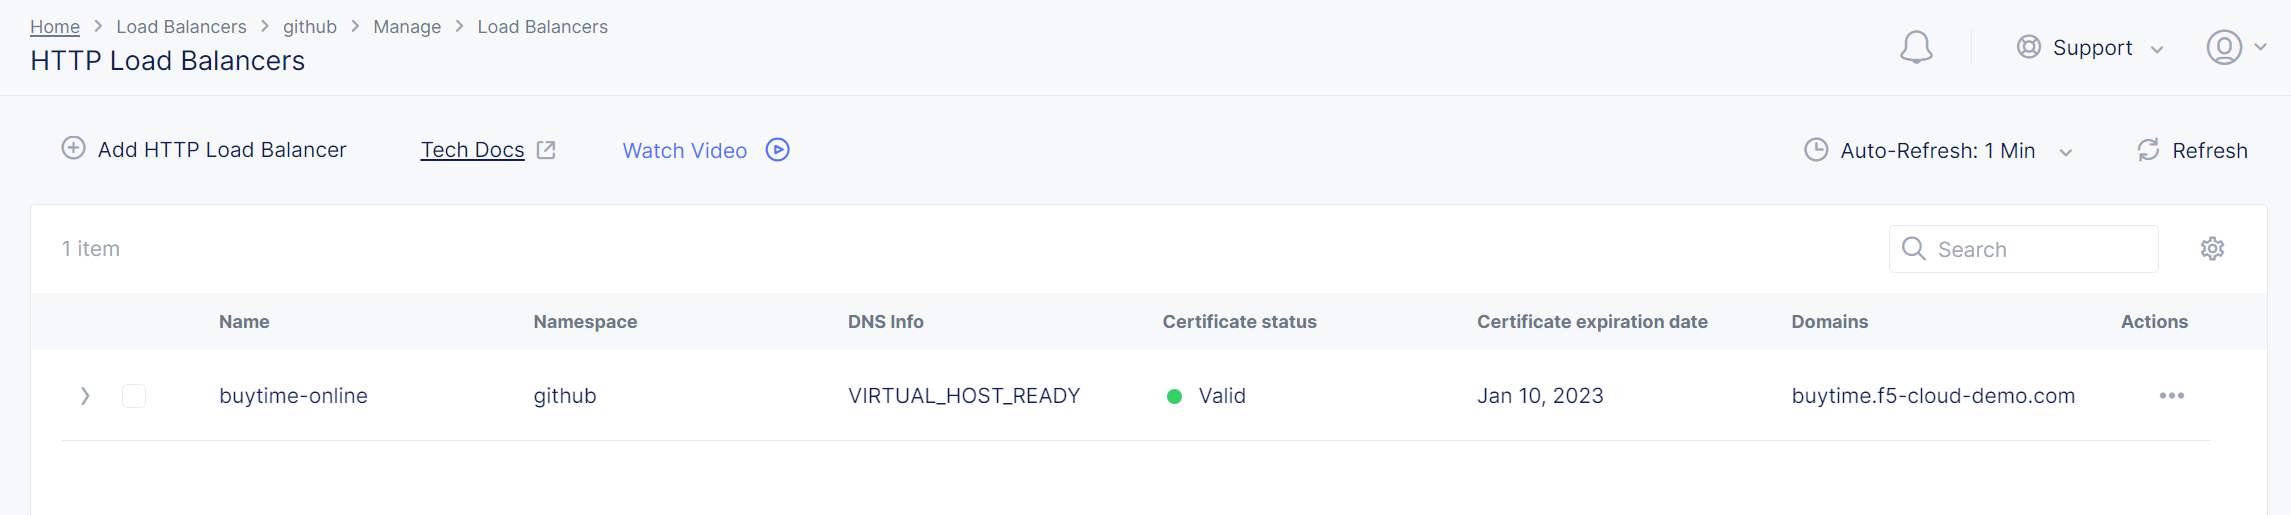 Home > Load Balancers > github > Manage > Load Balancers
HTTP Load Balancers
Support
Add HTTP Load Balancer Tech Docs Watch Video Auto-Refresh: 1 Min Refresh
1 item Search
Name Namespace DNS Info Certificate status Certificate expiration date Domains Actions
buytime-online github VIRTUAL_HOST_READY Valid Jan 10, 2023 buytime.f5-cloud-demo.com